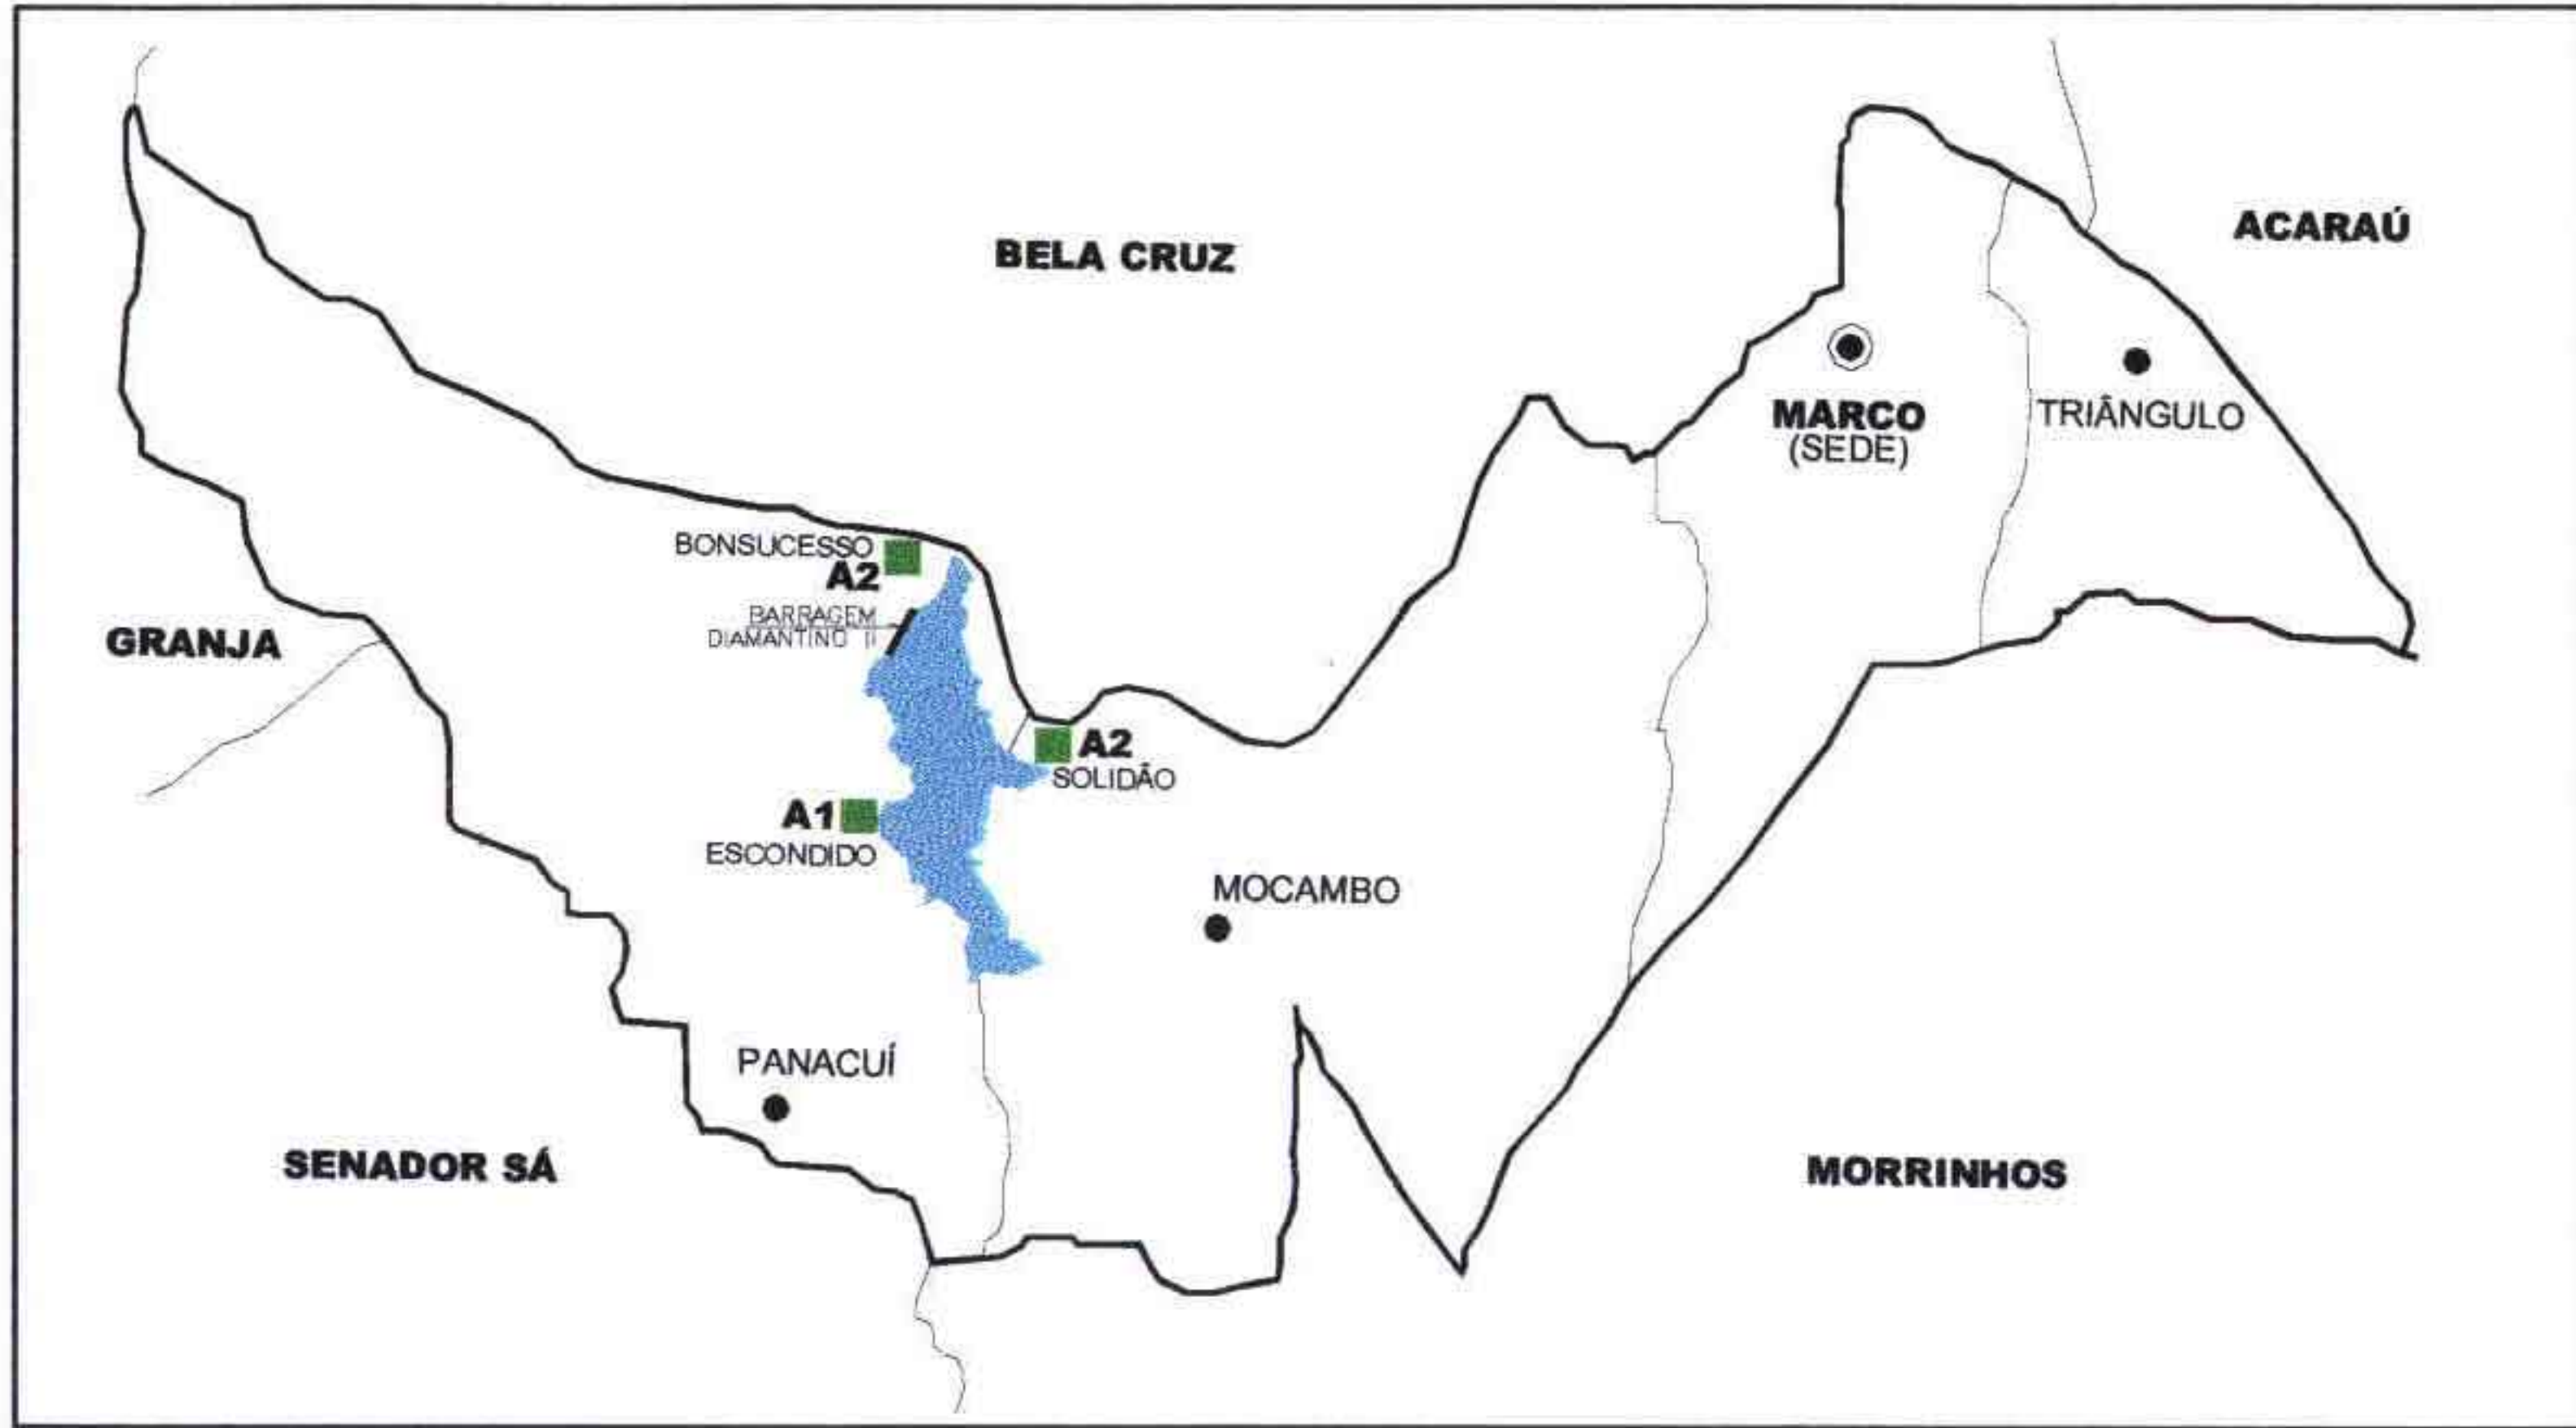 ACARAÚ
BELA CRUZ
MARCO
(SEDE)
TRIÂNGULO
BONSUCESSO
A2
BARRAGEM
DIAMANTINO II
GRANJA
A2
SOLIDÃO
A1
ESCONDIDO
MOCAMBO
PANACUÍ
SENADOR SÁ
MORRINHOS